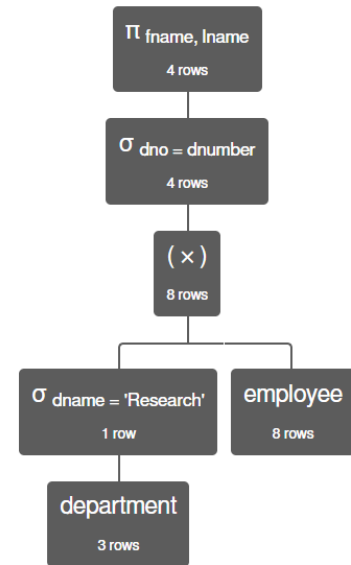 π fname, lname
4 rows
σ dno = dnumber
4 rows
( × )
8 rows
σ dname = 'Research'
1 row
employee
8 rows
department
3 rows